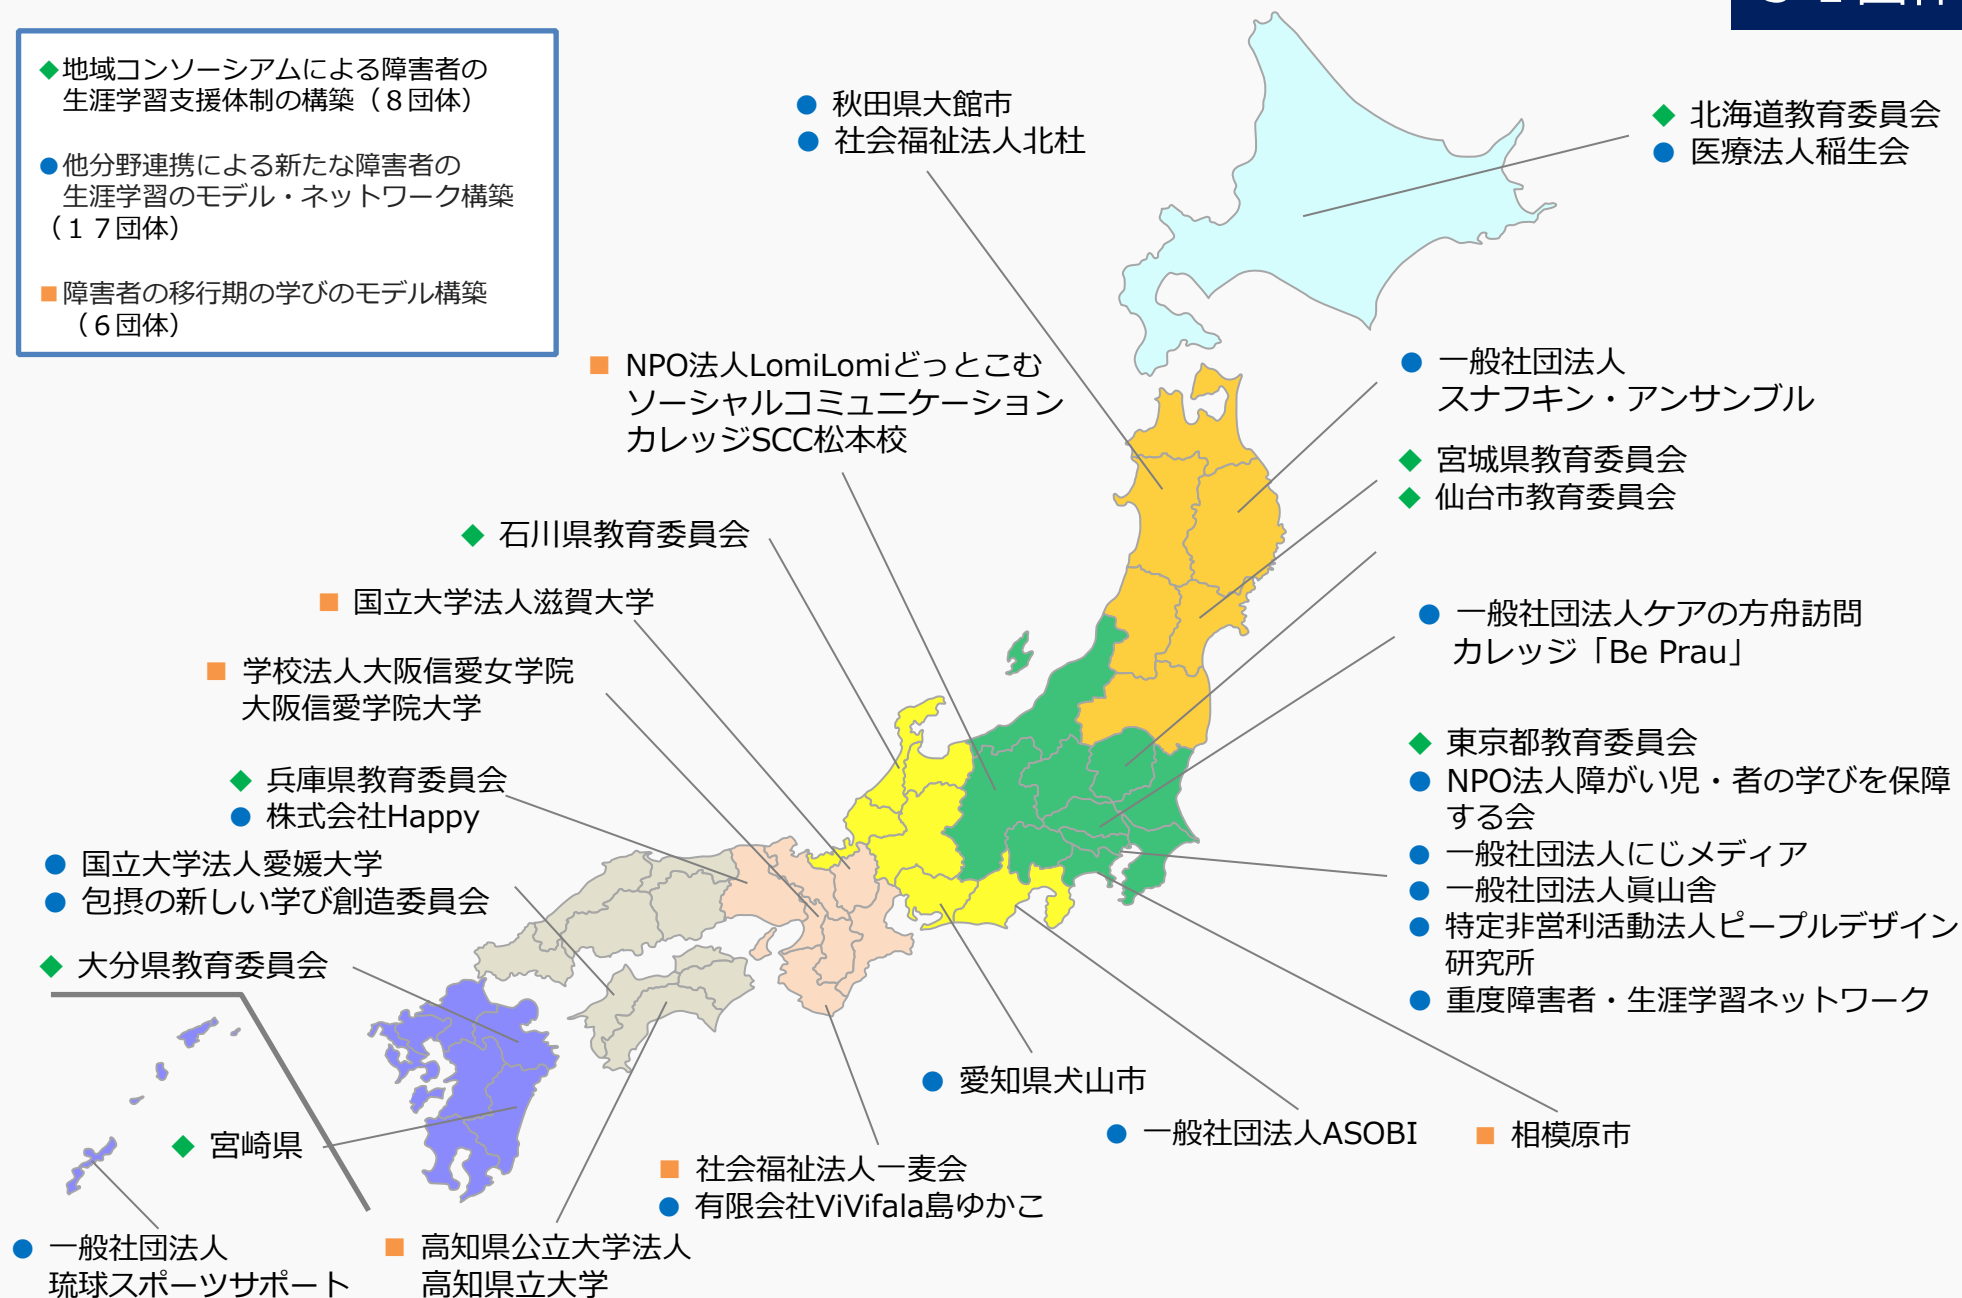 ◆地域コンソーシアムによる障害者の
生涯学習支援体制の構築（８団体）
●他分野連携による新たな障害者の
生涯学習のモデル・ネットワーク構築
（１７団体）
■障害者の移行期の学びのモデル構築
（６団体）
● 秋田県大館市
● 社会福祉法人北杜
◆ 北海道教育委員会
● 医療法人稲生会
■ NPO法人LomiLomiどっとこむ
ソーシャルコミュニケーション
カレッジSCC松本校
● 一般社団法人
スナフキン・アンサンブル
◆ 宮城県教育委員会
◆ 仙台市教育委員会
◆ 石川県教育委員会
■ 国立大学法人滋賀大学
● 一般社団法人ケアの方舟訪問
カレッジ「Be Prau」
■ 学校法人大阪信愛女学院
大阪信愛学院大学
◆ 兵庫県教育委員会
● 株式会社Happy
◆ 東京都教育委員会
● NPO法人障がい児・者の学びを保障
する会
● 一般社団法人にじメディア
● 一般社団法人眞山舎
● 特定非営利活動法人ピープルデザイン
研究所
● 重度障害者・生涯学習ネットワーク
● 国立大学法人愛媛大学
● 包摂の新しい学び創造委員会
◆ 大分県教育委員会
● 愛知県犬山市
● 一般社団法人ASOBI
■ 相模原市
◆ 宮崎県
■ 社会福祉法人一麦会
● 有限会社ViVifala島ゆかこ
● 一般社団法人
琉球スポーツサポート
■ 高知県公立大学法人
高知県立大学